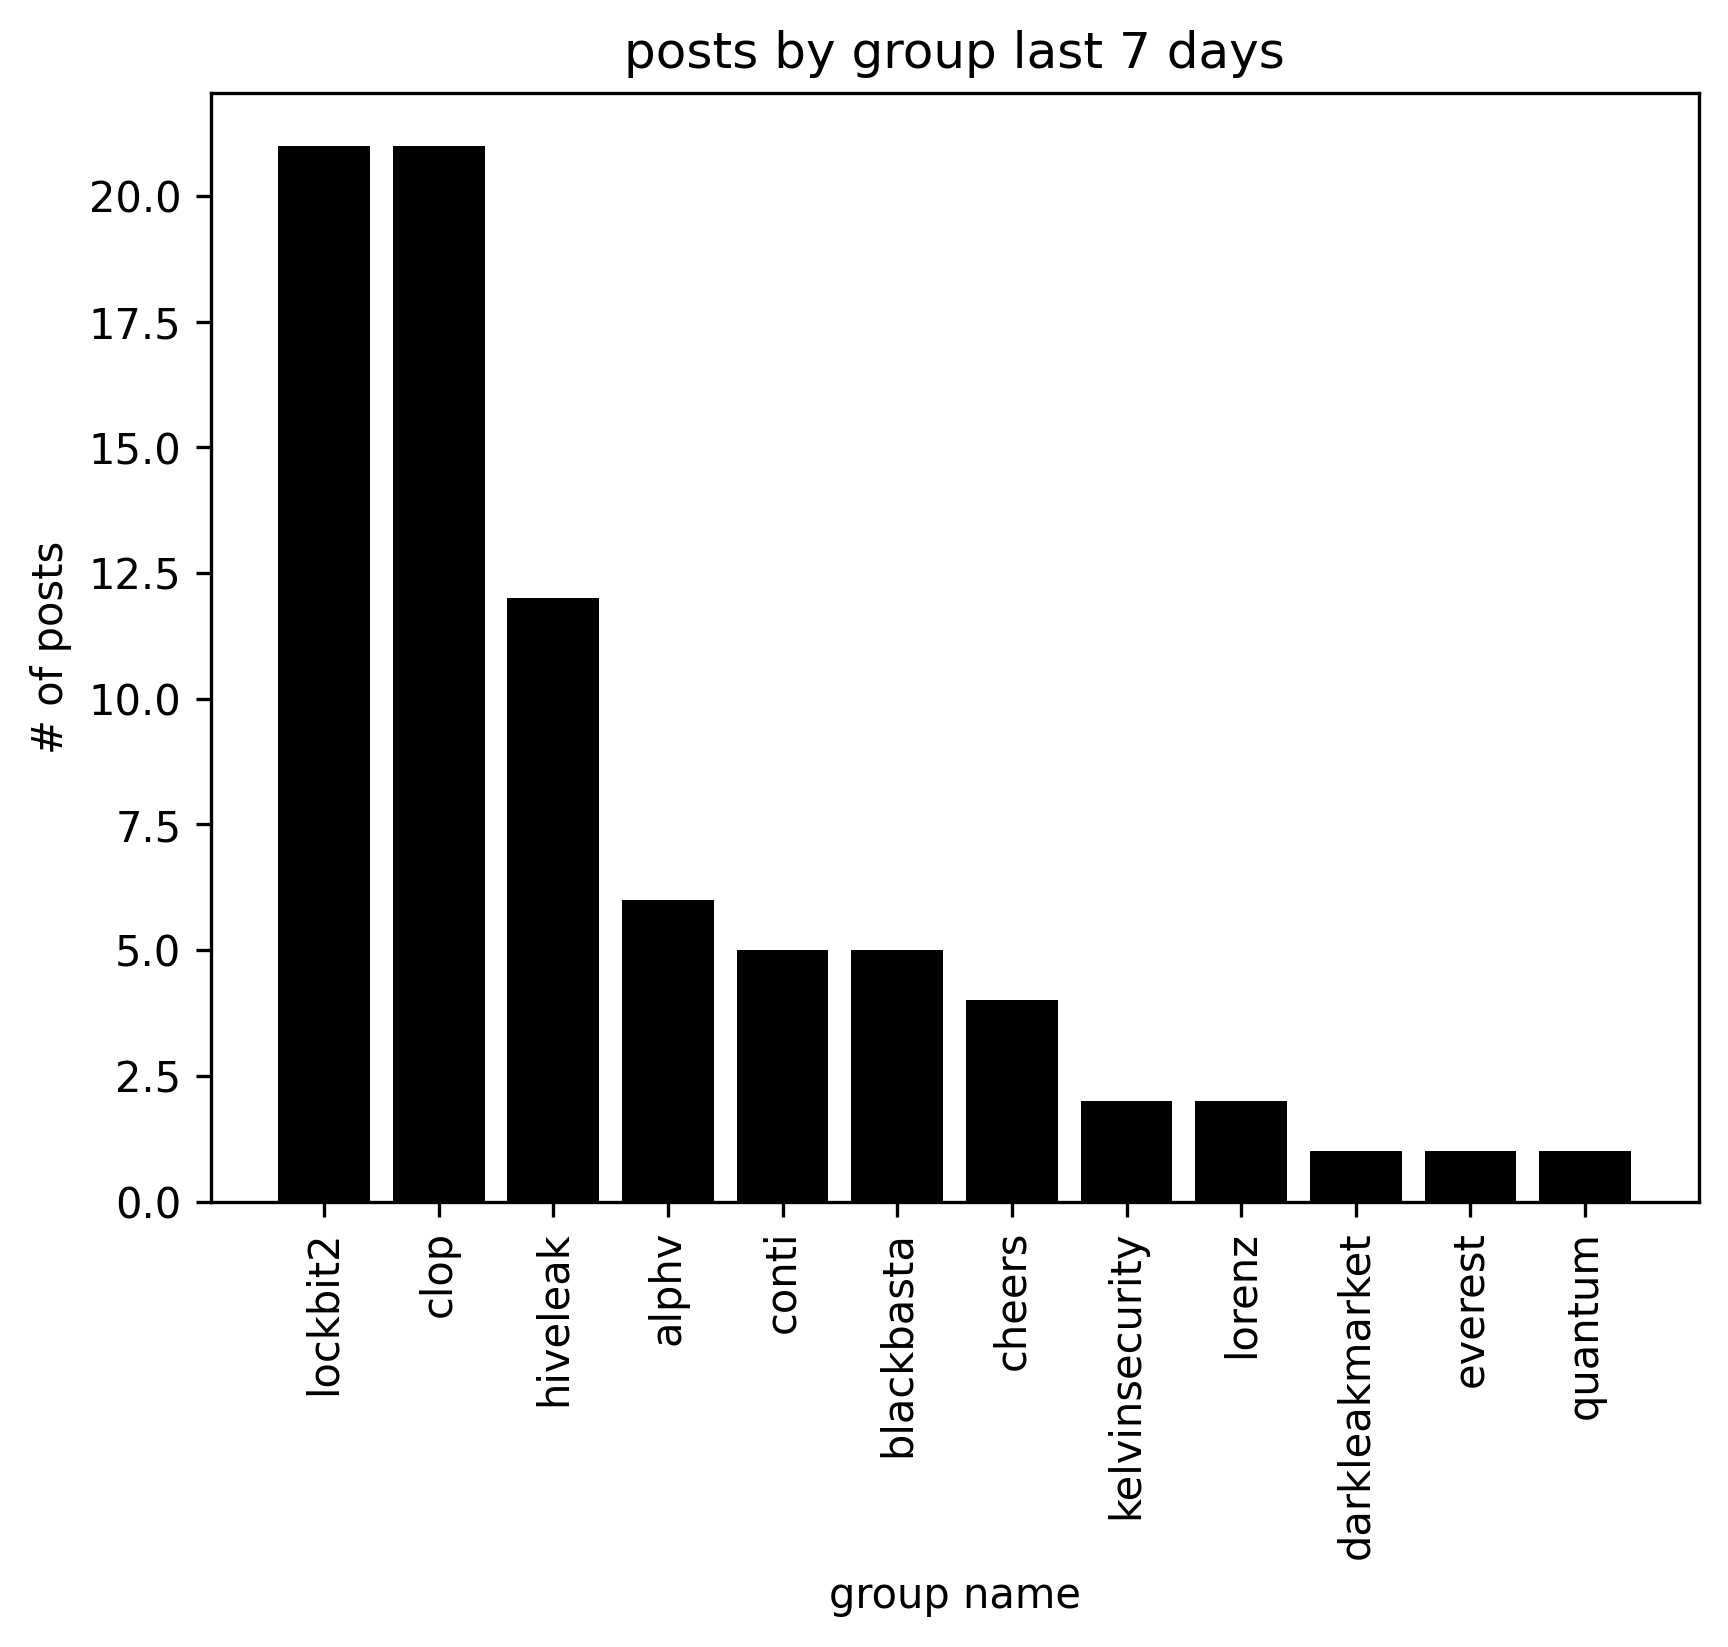 posts by group last 7 days
# of posts
20.0
17.5
15.0
12.5
10.0
7.5
5.0
2.5
0.0
lockbit2
clop
hiveleak
alphv
conti
blackbasta
cheers
kelvinsecurity
lorenz
darkleakmarket
everest
quantum
group name